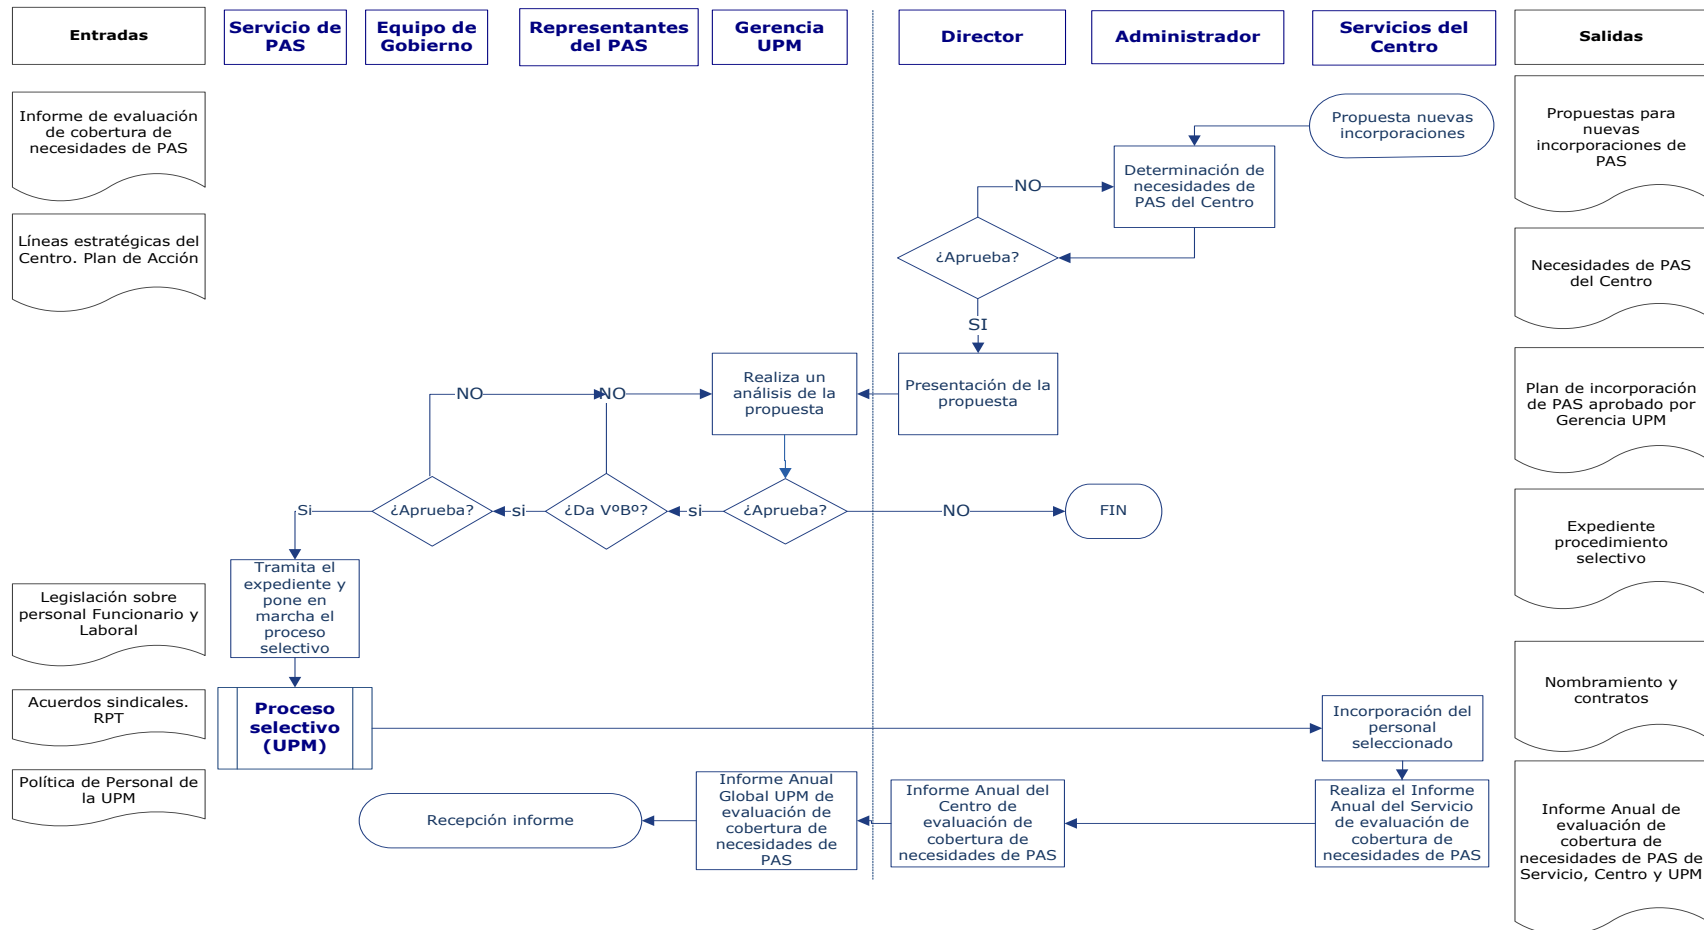 Entradas
Servicio de
PAS
Equipo de
Gobierno
Representantes
del PAS
Gerencia
UPM
Director
Administrador
Servicios del
Centro
Salidas
Informe de evaluación
de cobertura de
necesidades de PAS
Propuesta nuevas
incorporaciones
Propuestas para
nuevas
incorporaciones de
PAS
Determinación de
necesidades de
PAS del Centro
NO
Líneas estratégicas del
Centro. Plan de Acción
¿Aprueba?
Necesidades de PAS
del Centro
SI
Realiza un
análisis de la
propuesta
Presentación de la
propuesta
NO
NO
Plan de incorporación
de PAS aprobado por
Gerencia UPM
Si
¿Aprueba?
si
¿Da VºBº?
si
¿Aprueba?
NO
FIN
Expediente
procedimiento
selectivo
Tramita el
expediente y
pone en
marcha el
proceso
selectivo
Legislación sobre
personal Funcionario y
Laboral
Acuerdos sindicales.
RPT
Proceso
selectivo
(UPM)
Incorporación del
personal
seleccionado
Nombramiento y
contratos
Política de Personal de
la UPM
Recepción informe
Informe Anual
Global UPM de
evaluación de
cobertura de
necesidades de
PAS
Informe Anual del
Centro de
evaluación de
cobertura de
necesidades de PAS
Realiza el Informe
Anual del Servicio
de evaluación de
cobertura de
necesidades de PAS
Informe Anual de
evaluación de
cobertura de
necesidades de PAS de
Servicio, Centro y UPM